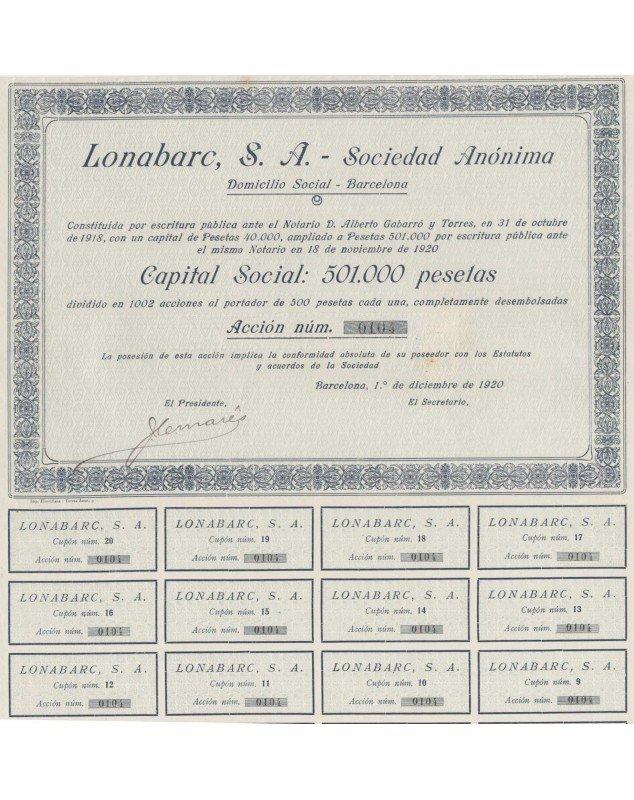 Lonabarc, S. A. - Sociedad Anónima
Domicilio Social - Barcelona
Constituida por escritura pública ante el Notario D. Alberto Gabarró y Torres, en 31 de octubre
de 1918, con un capital de Pesetas 40.000, ampliado a Pesetas 501.000 por escritura pública ante
el mismo Notario en 18 de noviembre de 1920
Capital Social: 501.000 pesetas
dividido en 1002 acciones al portador de 500 pesetas cada una, completamente desembolsadas
Acción núm. 0104
La posesión de esta acción implica la conformidad absoluta de su poseedor con los Estatutos
y acuerdos de la Sociedad
Barcelona, 1.º de diciembre de 1920
El Presidente, El Secretario,
LONABARC, S. A. LONABARC, S. A. LONABARC, S. A. LONABARC, S. A.
Cupón núm. 20 Cupón núm. 19 Cupón núm. 18 Cupón núm. 17
Acción núm. 0104 Acción núm. 0104 Acción núm. 0104 Acción núm. 0104
LONABARC, S. A. LONABARC, S. A. LONABARC, S. A. LONABARC, S. A.
Cupón núm. 16 Cupón núm. 15 Cupón núm. 14 Cupón núm. 13
Acción núm. 0104 Acción núm. 0104 Acción núm. 0104 Acción núm. 0104
LONABARC, S. A. LONABARC, S. A. LONABARC, S. A. LONABARC, S. A.
Cupón núm. 12 Cupón núm. 11 Cupón núm. 10 Cupón núm. 9
Acción núm. 0104 Acción núm. 0104 Acción núm. 0104 Acción núm. 0104